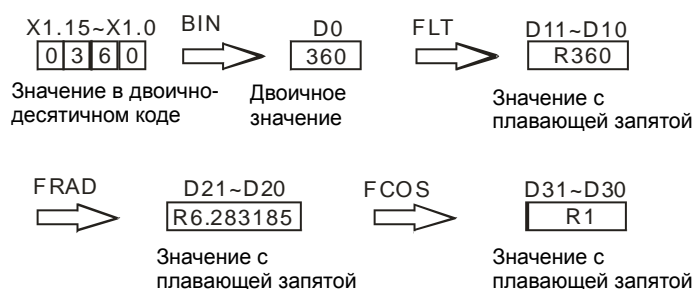 X1.15~X1.0 BIN D0 FLT D11~D10
0 3 6 0 360 R360
Значение в двоично- Двоичное Значение с
десятичном коде значение плавающей запятой
FRAD D21~D20 FCOS D31~D30
R6.283185 R1
Значение с Значение с
плавающей запятой плавающей запятой